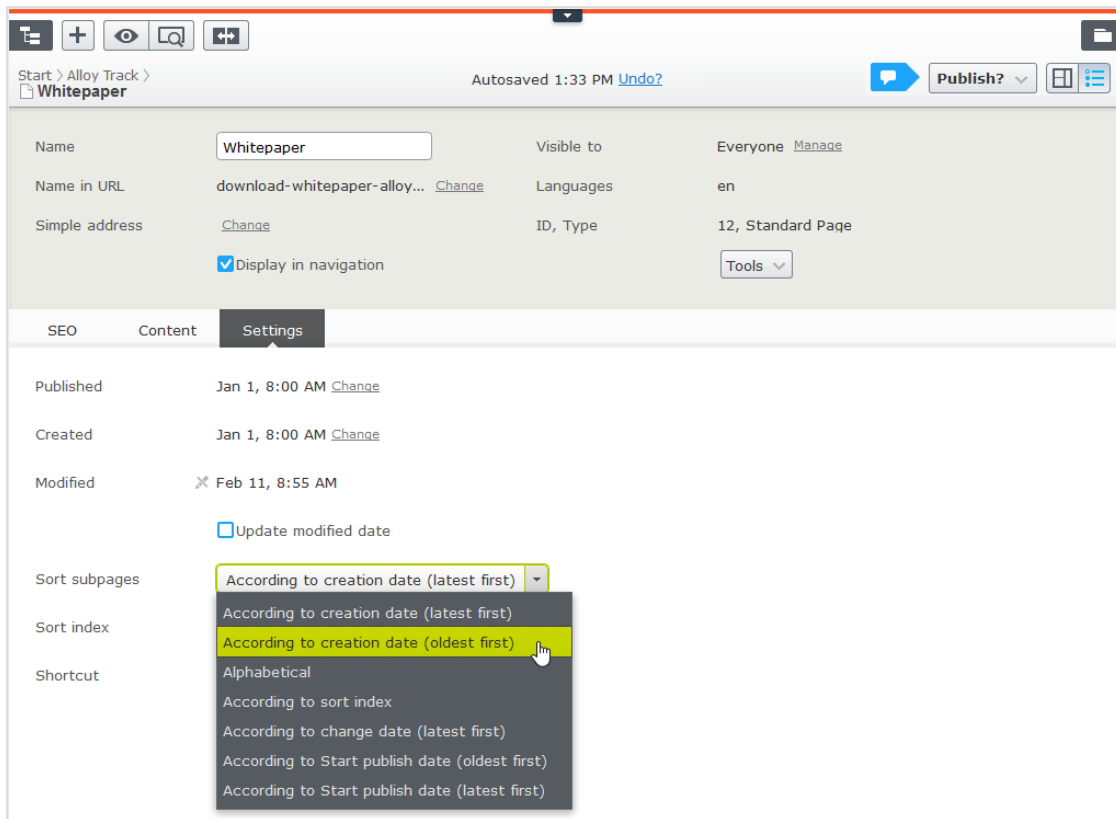 Start > Alloy Track >
Whitepaper
Autosaved 1:33 PM Undo?
Publish?
Name
Whitepaper
Visible to
Everyone Manage
Name in URL
download-whitepaper-alloy... Change
Languages
en
Simple address
Change
ID, Type
12, Standard Page
Display in navigation
Tools
SEO
Content
Settings
Published
Jan 1, 8:00 AM Change
Created
Jan 1, 8:00 AM Change
Modified
Feb 11, 8:55 AM
Update modified date
Sort subpages
According to creation date (latest first)
According to creation date (latest first)
Sort index
According to creation date (oldest first)
Shortcut
Alphabetical
According to sort index
According to change date (latest first)
According to Start publish date (oldest first)
According to Start publish date (latest first)